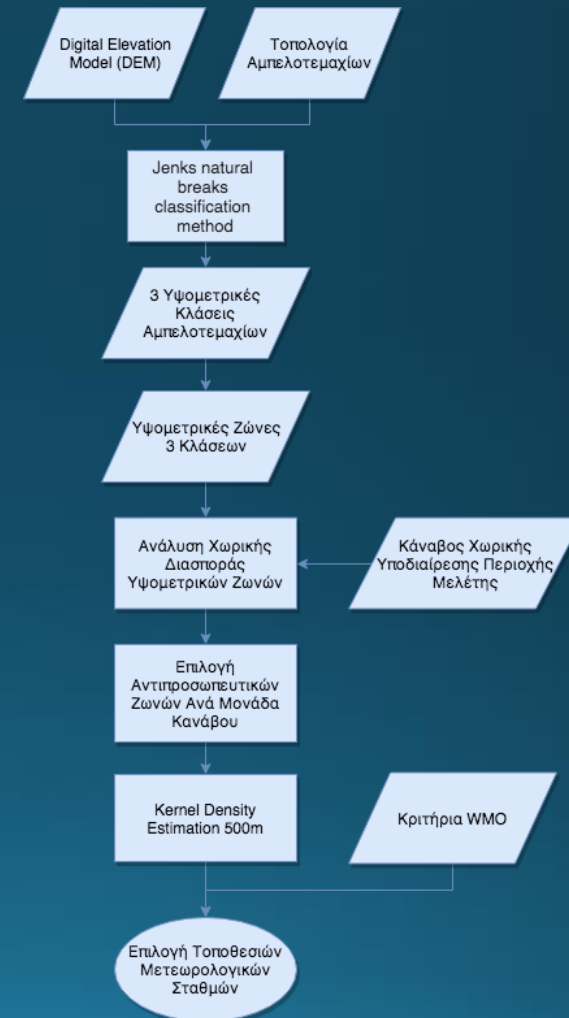 Digital Elevation
Model (DEM)
Τοπολογία
Αμπελοτεμαχίων
Jenks natural
breaks
classification
method
3 Υψομετρικές
Κλάσεις
Αμπελοτεμαχίων
Υψομετρικές Ζώνες
3 Κλάσεων
Ανάλυση Χωρικής
Διασποράς
Υψομετρικών Ζωνών
Κάναβος Χωρικής
Υποδιαίρεσης Περιοχής
Μελέτης
Επιλογή
Αντιπροσωπευτικών
Ζωνών Ανά Μονάδα
Κανάβου
Kernel Density
Estimation 500m
Κριτήρια WMO
Επιλογή Τοποθεσιών
Μετεωρολογικών
Σταθμών